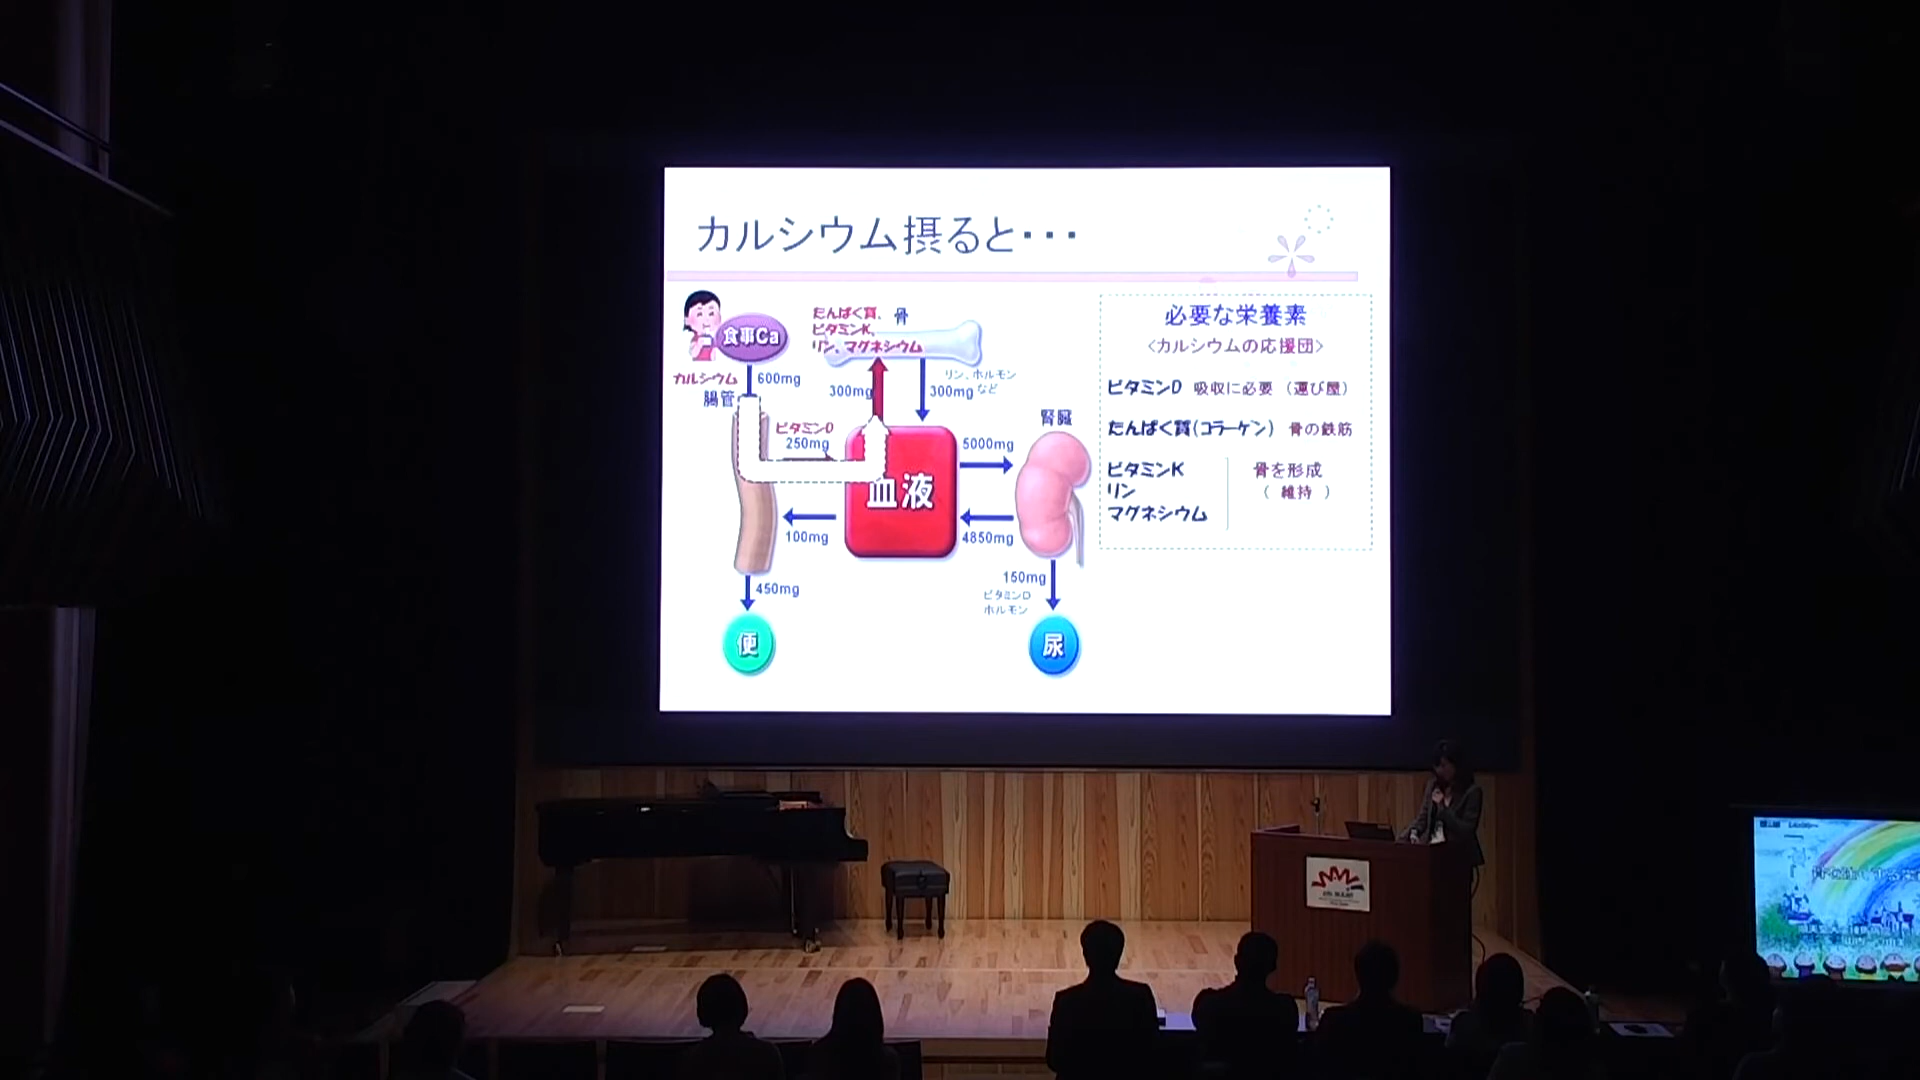 カルシウム摂ると・・・
食事Ca
カルシウム
600mg
腸管
たんぱく質、骨
ビタミンK、
リン、マグネシウム
300mg
300mg
リン、ホルモン
など
ビタミンD
250mg
血液
5000mg
腎臓
100mg
4850mg
450mg
150mg
ビタミンD
ホルモン
便
尿
必要な栄養素
<カルシウムの応援団>
ビタミンD 吸収に必要 (運び屋)
たんぱく質(コラーゲン) 骨の鉄筋
ビタミンK
リン
マグネシウム
骨を形成
( 維持 )